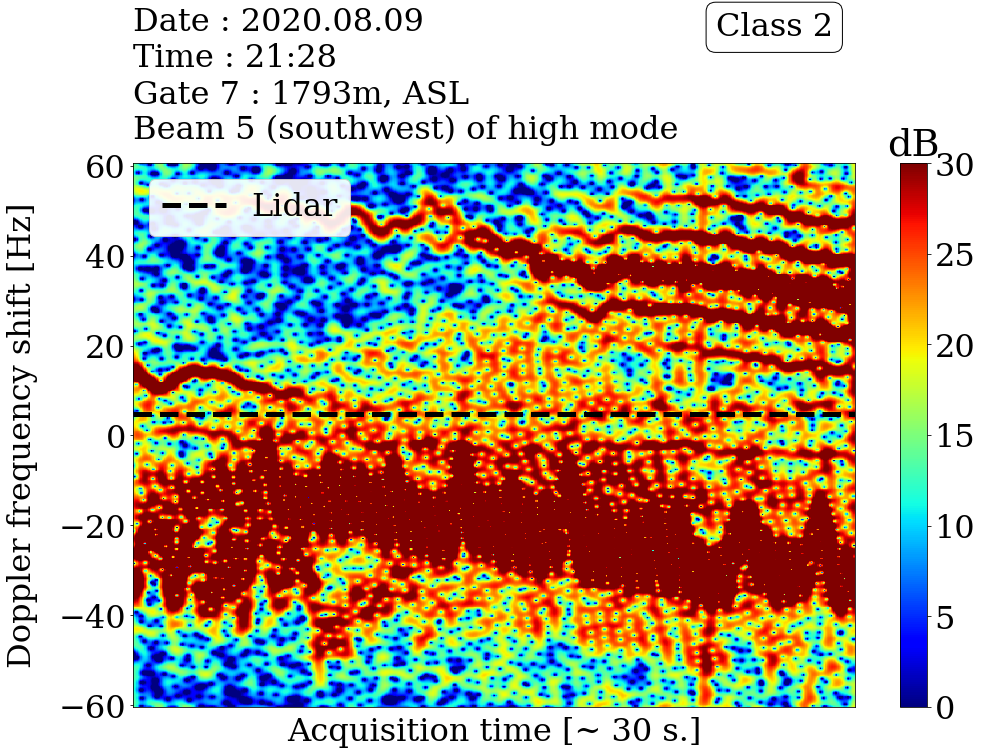 Date : 2020.08.09
Time : 21:28
Gate 7 : 1793m, ASL
Beam 5 (southwest) of high mode
Class 2
dB
Lidar
Doppler frequency shift [Hz]
60
40
20
0
−20
−40
−60
Acquisition time [~ 30 s.]
30
25
20
15
10
5
0